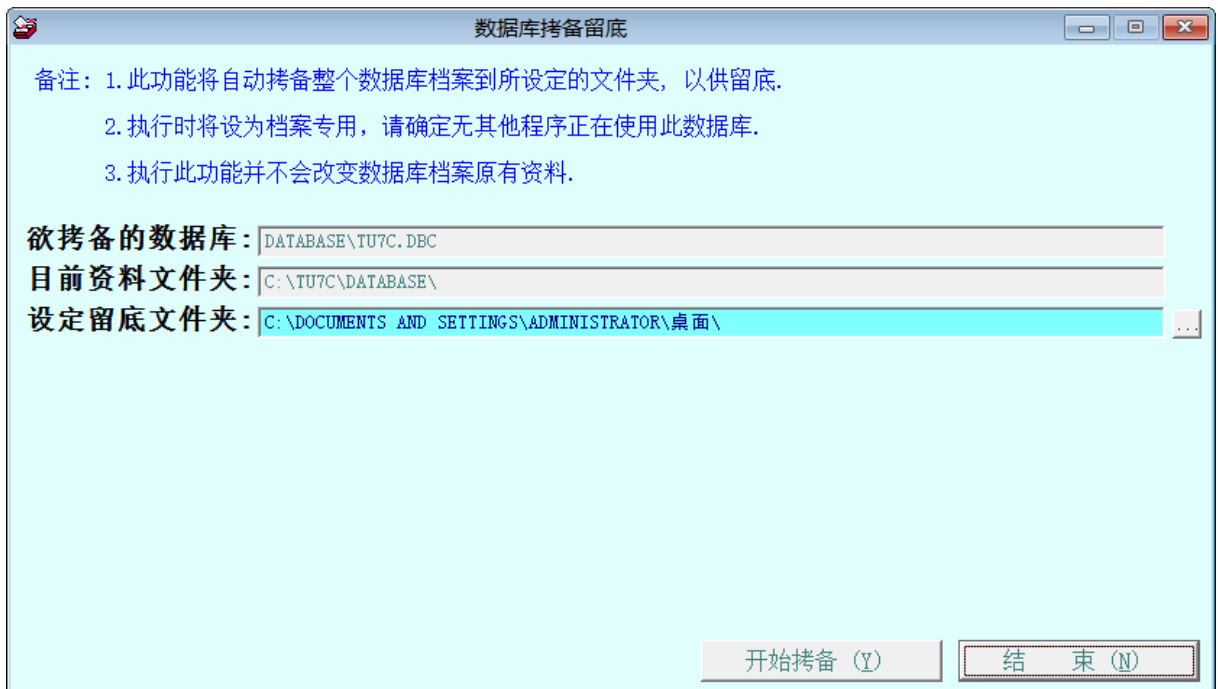 数据库拷备留底
备注: 1.此功能将自动拷备整个数据库档案到所设定的文件夹, 以供留底.
2.执行时将设为档案专用, 请确定无其他程序正在使用此数据库.
3.执行此功能并不会改变数据库档案原有资料.
欲拷备的数据库: DATABASE\TU7C.DBC
目前资料文件夹: C:\TU7C\DATABASE\
设定留底文件夹: C:\DOCUMENTS AND SETTINGS\ADMINISTRATOR\桌面\ ...
开始拷备 (Y) 结 束 (N)